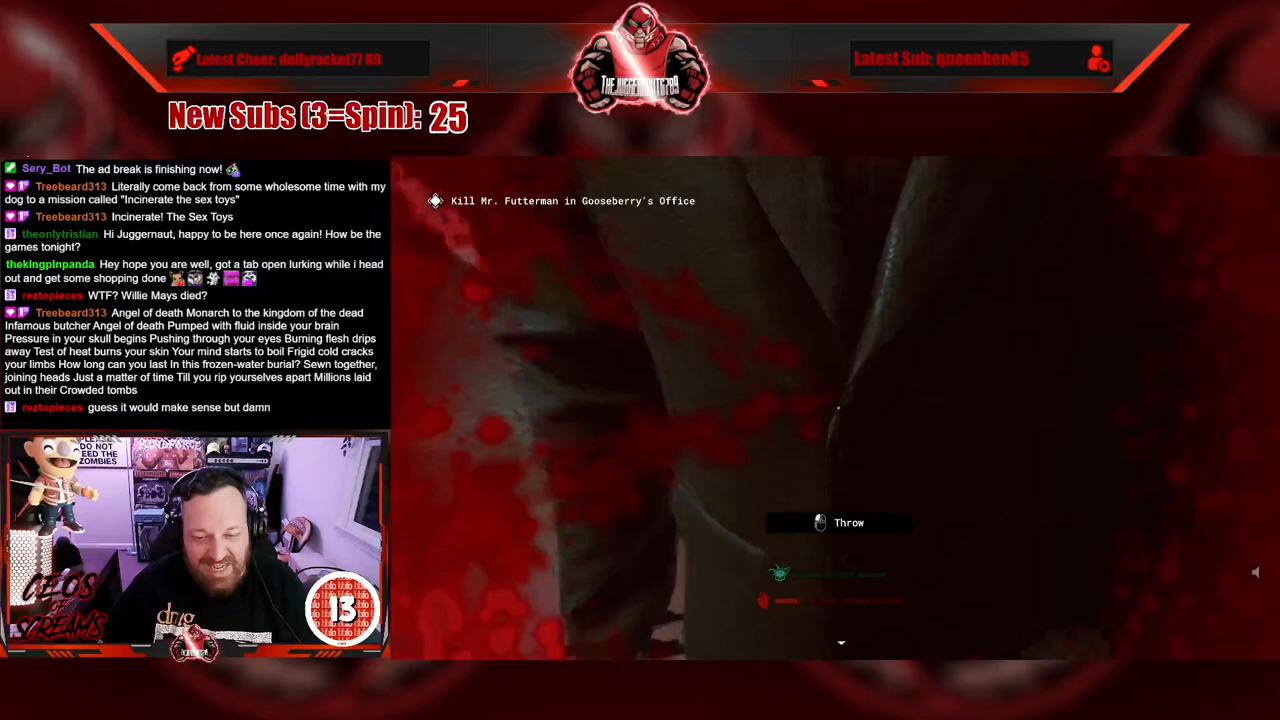 Latest Cheer: dollyrocket77 89
THEJUGGERNAUT6789
Latest Sub: queenbee85
New Subs (3=Spin): 25
Sery_Bot The ad break is finishing now!
Treebeard313 Literally come back from some wholesome time with my
dog to a mission called "Incinerate the sex toys"
Treebeard313 Incinerate! The Sex Toys
theonlytristian Hi Juggernaut, happy to be here once again! How be the
games tonight?
thekingpinpanda Hey hope you are well, got a tab open lurking while i head
out and get some shopping done
reztopieces WTF? Willie Mays died?
Treebeard313 Angel of death Monarch to the kingdom of the dead
Infamous butcher Angel of death Pumped with fluid inside your brain
Pressure in your skull begins Pushing through your eyes Burning flesh drips
away Test of heat burns your skin Your mind starts to boil Frigid cold cracks
your limbs How long can you last In this frozen-water burial? Sewn together,
joining heads Just a matter of time Till you rip yourselves apart Millions laid
out in their Crowded tombs
reztopieces guess it would make sense but damn
Kill Mr. Futterman in Gooseberry's Office
Throw
DO NOT
FEED THE
ZOMBIES
CEO'S
OF
SCREAMS
13